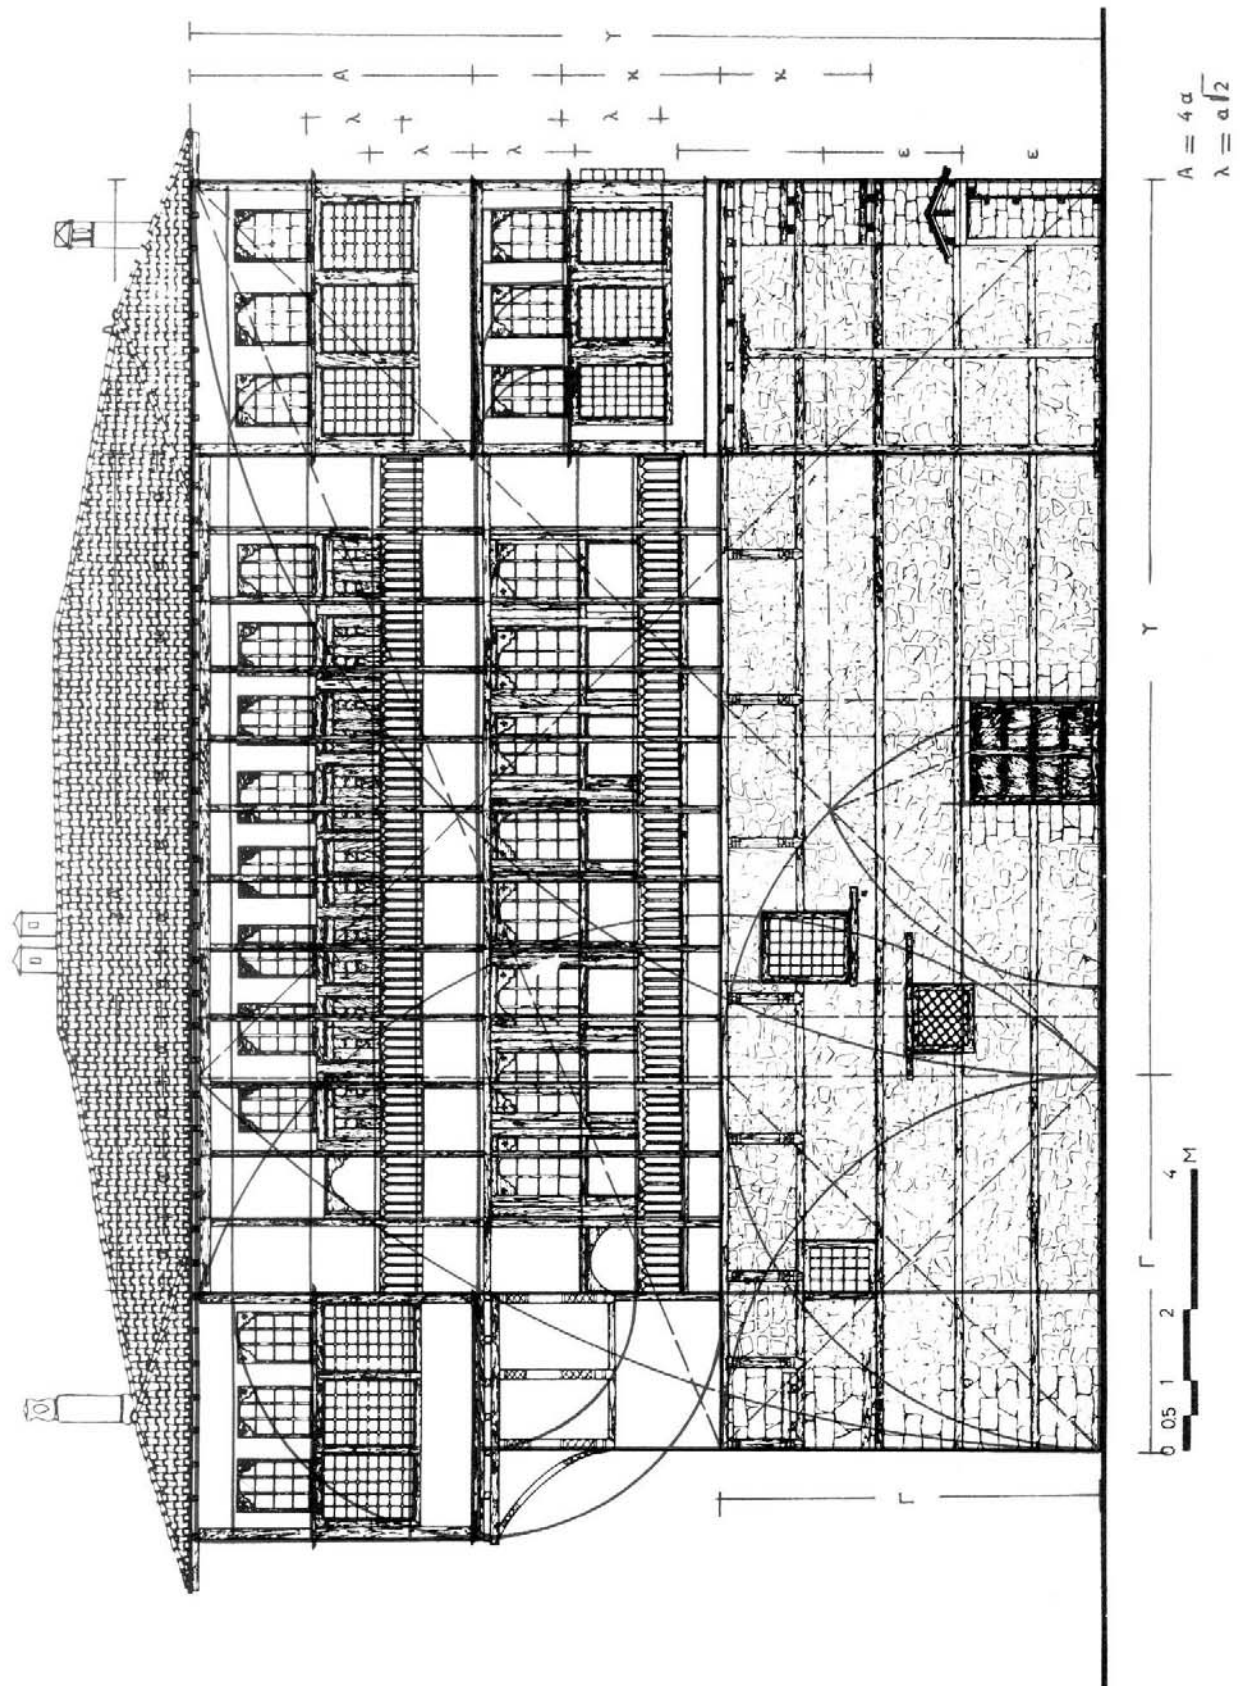 Υ
Α κ κ
λ λ
λ λ
ε ε
Α = 4α
λ = α√2
Υ
Γ
Γ
0 0.5 1 2 4 Μ